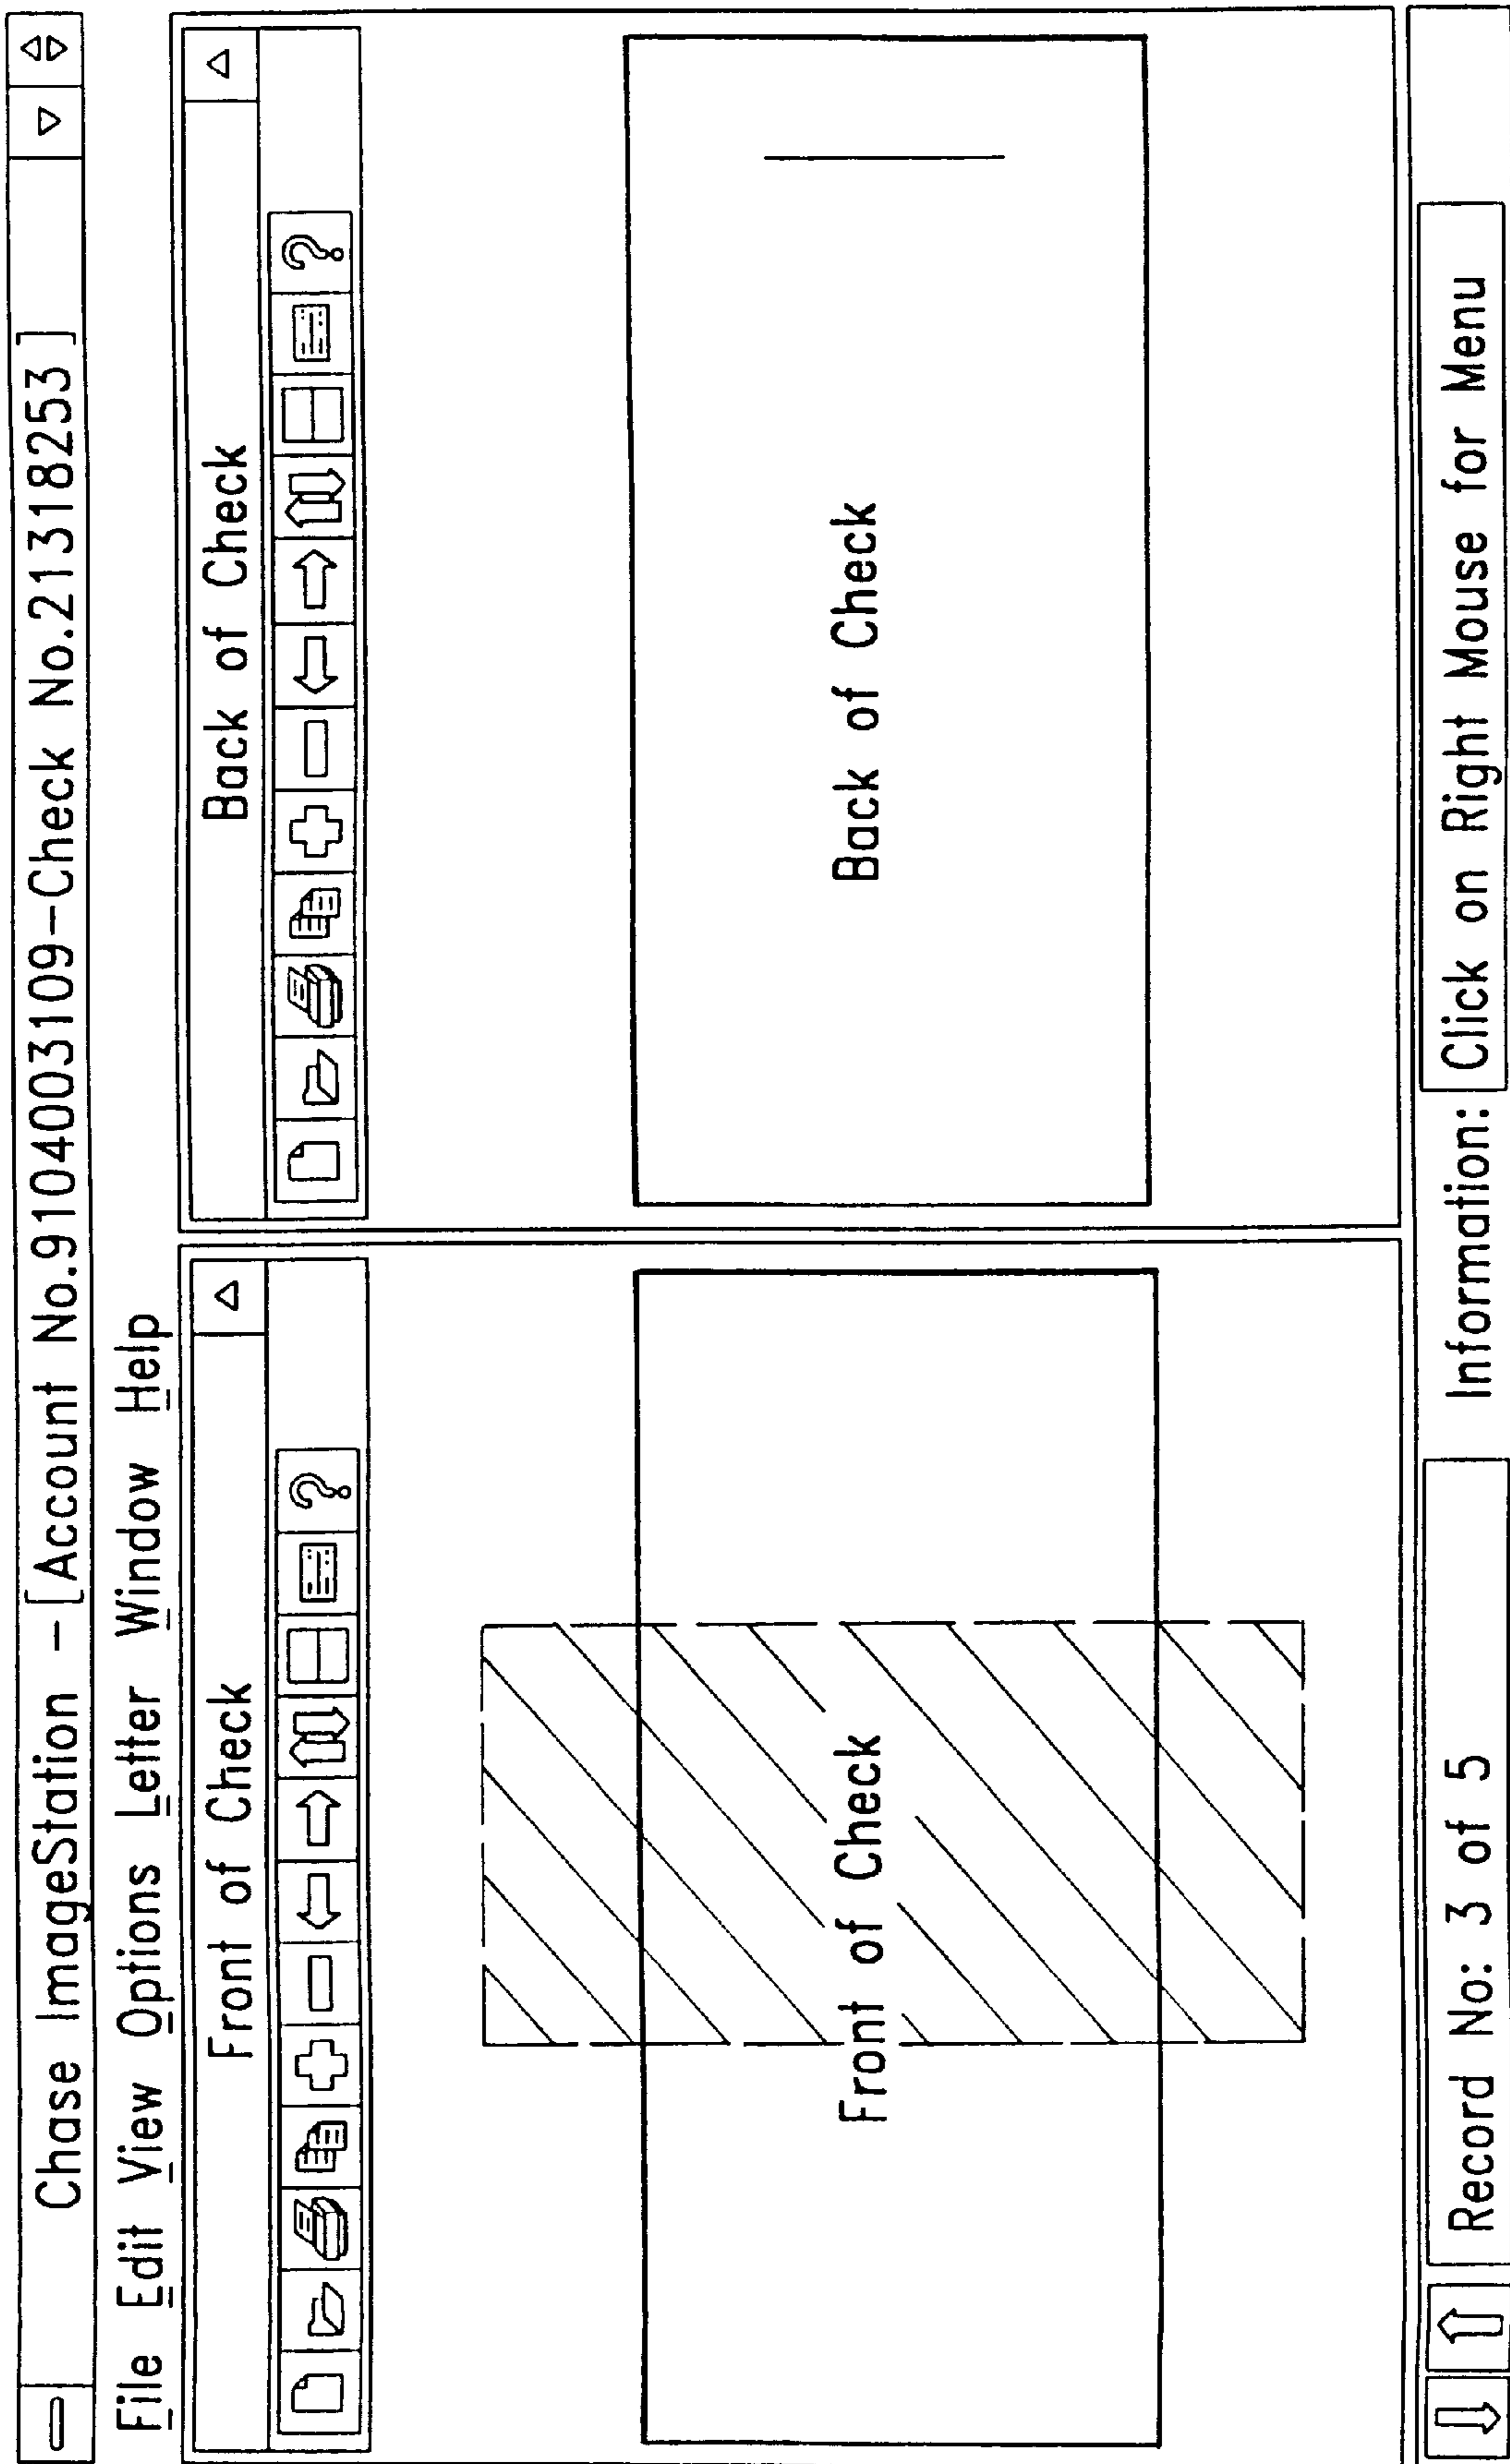 Chase ImageStation -[Account No.9104003109-Check No.21318253 ]
File Edit View Options Letter Window Help
Front of Check
Back of Check
?
?
Front of Check
Back of Check
Record No: 3 of 5
Information: Click on Right Mouse for Menu